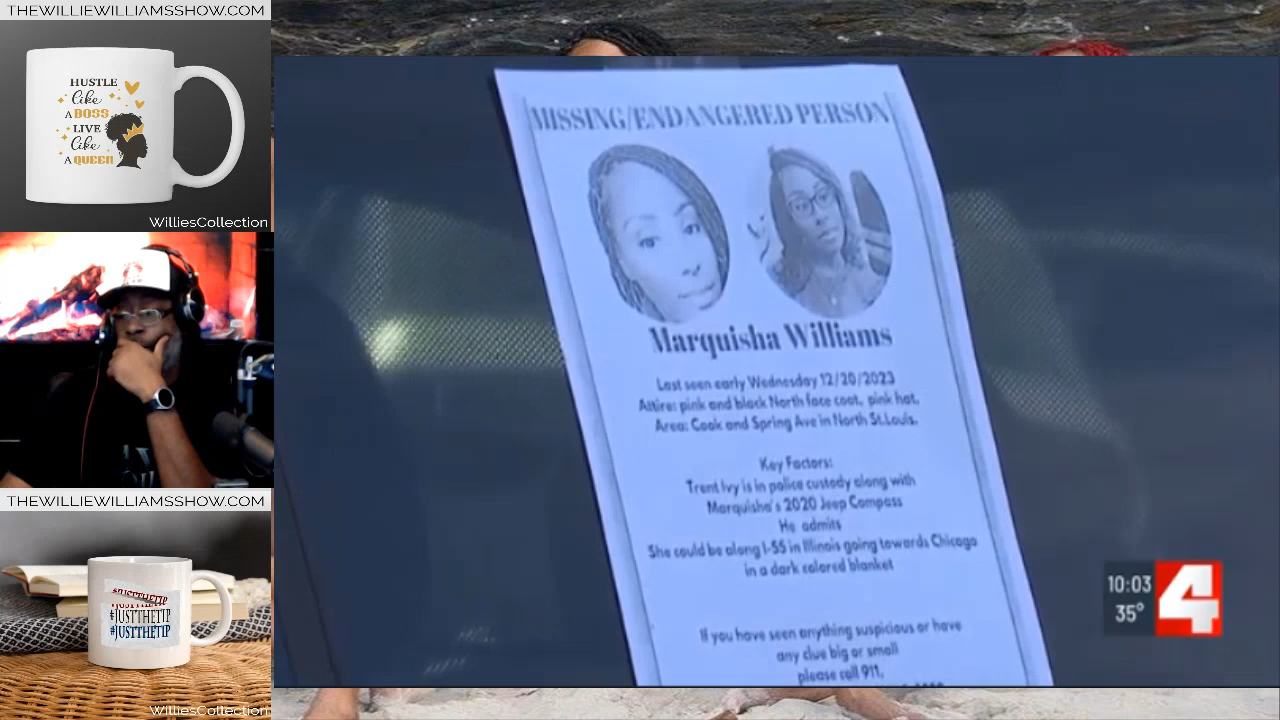 THEWILLIEWILLIAMSSHOW.COM
HUSTLE
Like
A BOSS
LIVE
Like
A QUEEN
WilliesCollection
THEWILLIEWILLIAMSSHOW.COM
#JUSTTHETIP
#JUSTTHETIP
#JUSTTHETIP
WilliesCollection
MISSING/ENDANGERED PERSON
Marquisha Williams
Last seen early Wednesday 12/20/2023
Attire: pink and black North face coat, pink hat.
Area: Cook and Spring Ave in North St.Louis.
Key Factors:
Trent Ivy is in police custody along with
Marquisha's 2020 Jeep Compass
He admits
She could be along I-55 in Illinois going towards Chicago
in a dark colored blanket
If you have seen anything suspicious or have
any clue big or small
please call 911,
10:03
35°
4